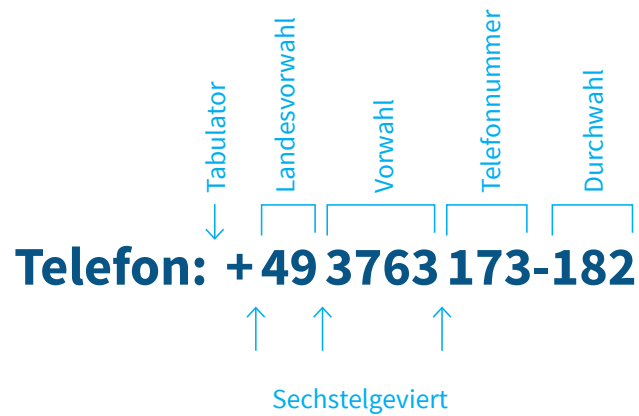 Tabulator
Landesvorwahl
Vorwahl
Telefonnummer
Durchwahl
Telefon: +49 3763 173-182
Sechstelgeviert